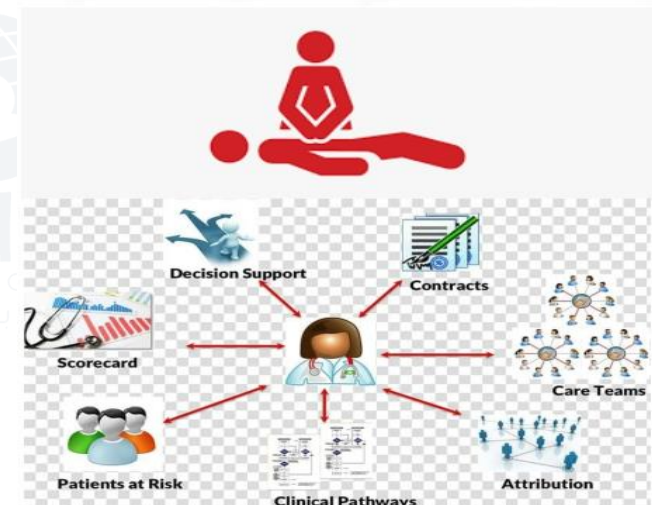 Decision Support
Contracts
Scorecard
Care Teams
Patients at Risk
Clinical Pathways
Attribution